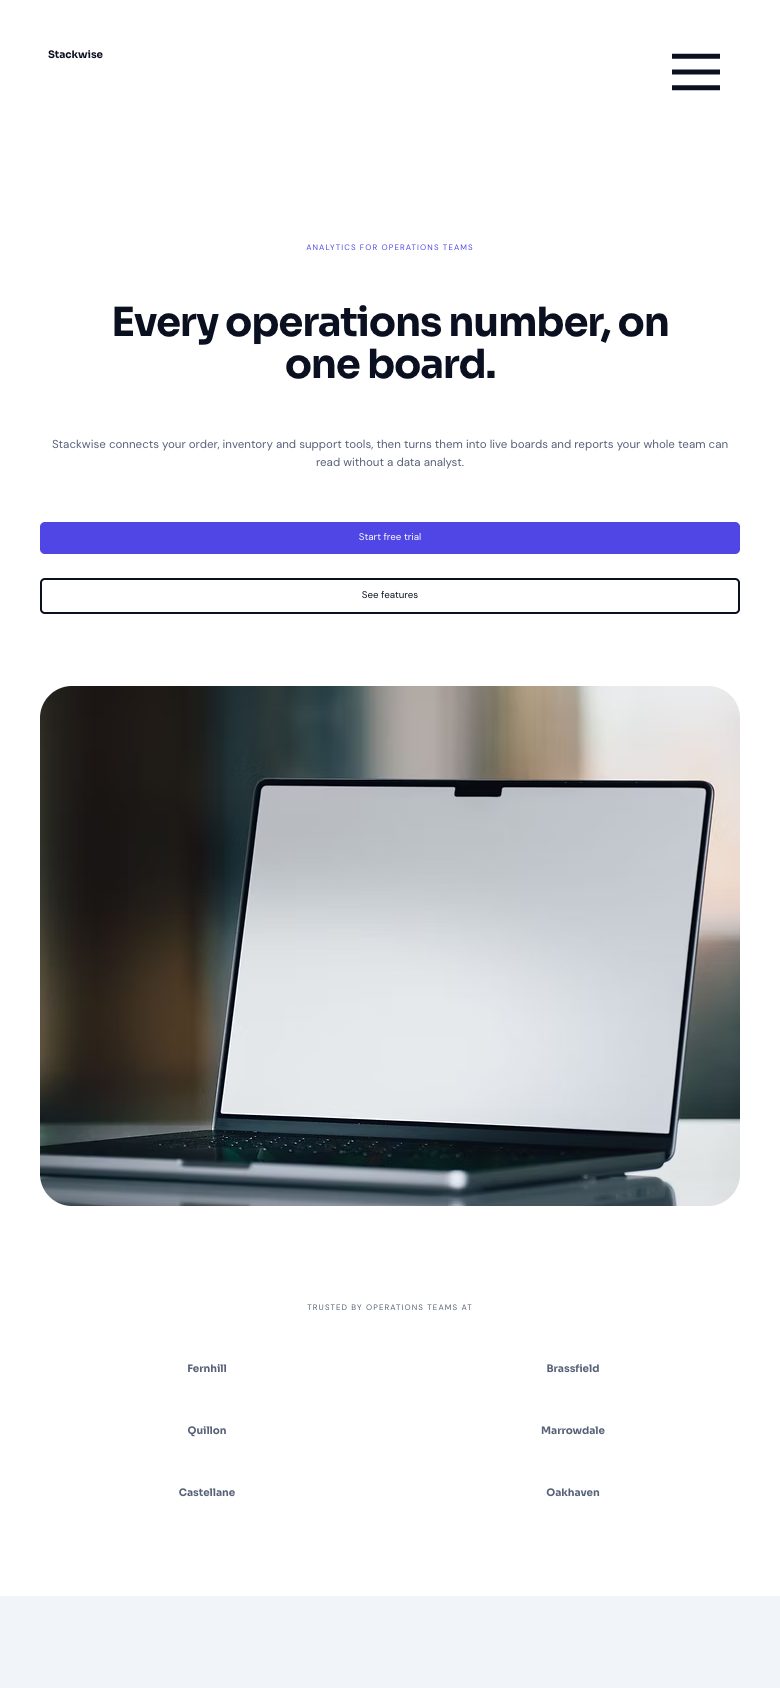 Stackwise
ANALYTICS FOR OPERATIONS TEAMS
Every operations number, on
one board.
Stackwise connects your order, inventory and support tools, then turns them into live boards and reports your whole team can
read without a data analyst.
Start free trial
See features
TRUSTED BY OPERATIONS TEAMS AT
Fernhill
Brassfield
Quillon
Marrowdale
Castellane
Oakhaven